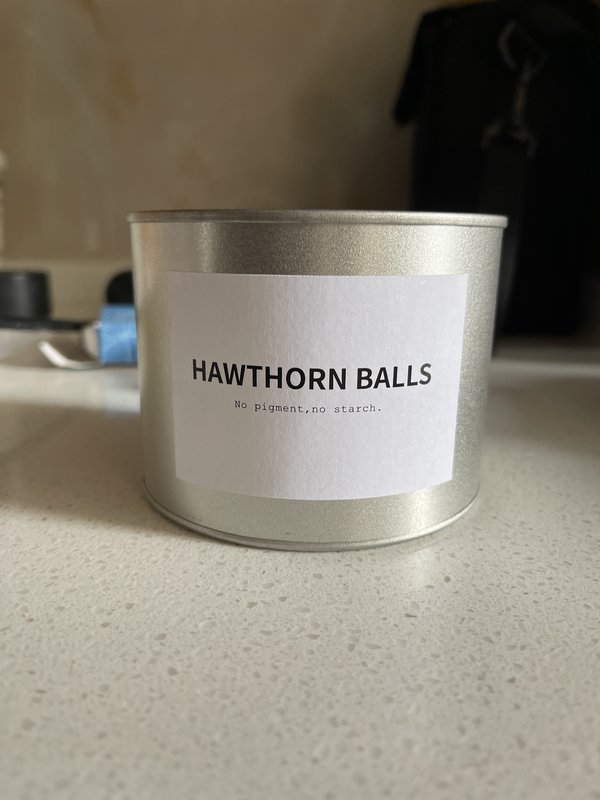 HAWTHORN BALLS
No pigment,no starch.